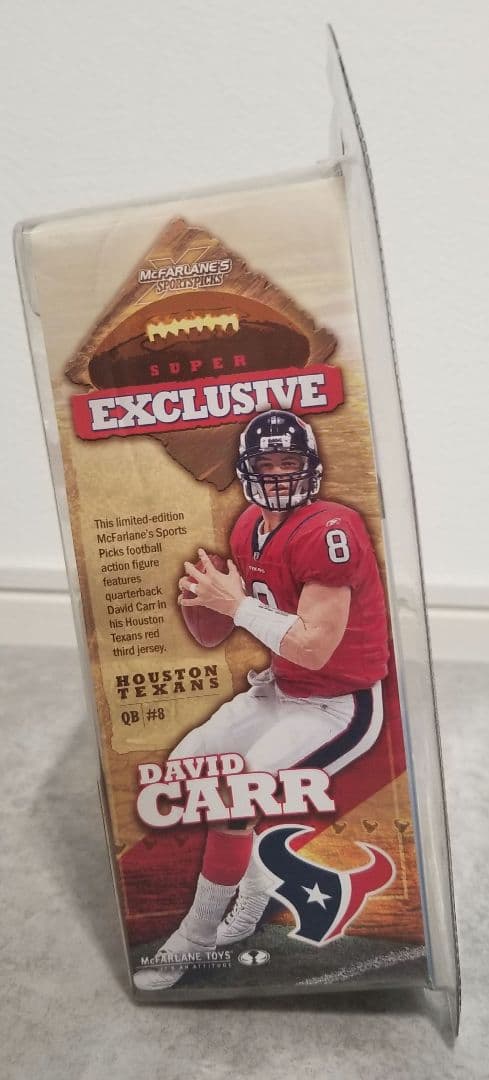 McFARLANE'S
SPORTSPICKS
SUPER
EXCLUSIVE
This limited-edition
McFarlane's Sports
Picks football
action figure
features
quarterback
David Carr in
his Houston
Texans red
third jersey.
HOUSTON
TEXANS
QB #8
8
DAVID
CARR
McFARLANE TOYS